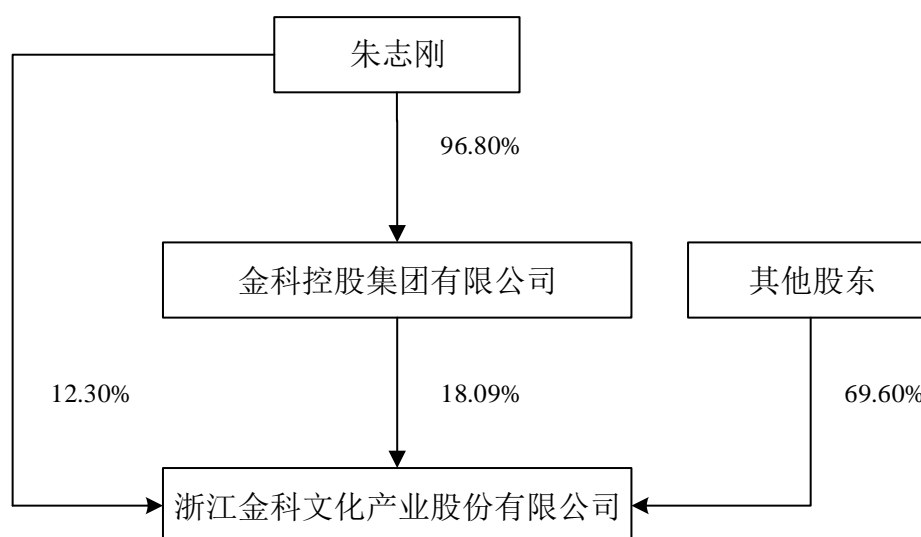 朱志刚
96.80%
金科控股集团有限公司
其他股东
12.30%
18.09%
69.60%
浙江金科文化产业股份有限公司